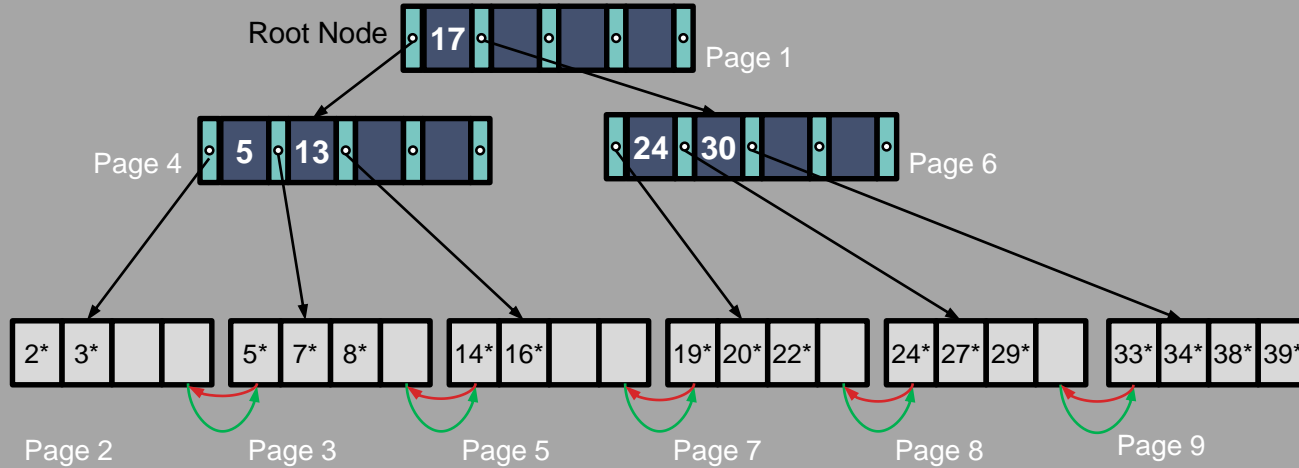 Root Node
17
Page 1
Page 4
5 13
24 30
Page 6
2* 3*
5* 7* 8*
14* 16*
19* 20* 22*
24* 27* 29*
33* 34* 38* 39*
Page 2
Page 3
Page 5
Page 7
Page 8
Page 9